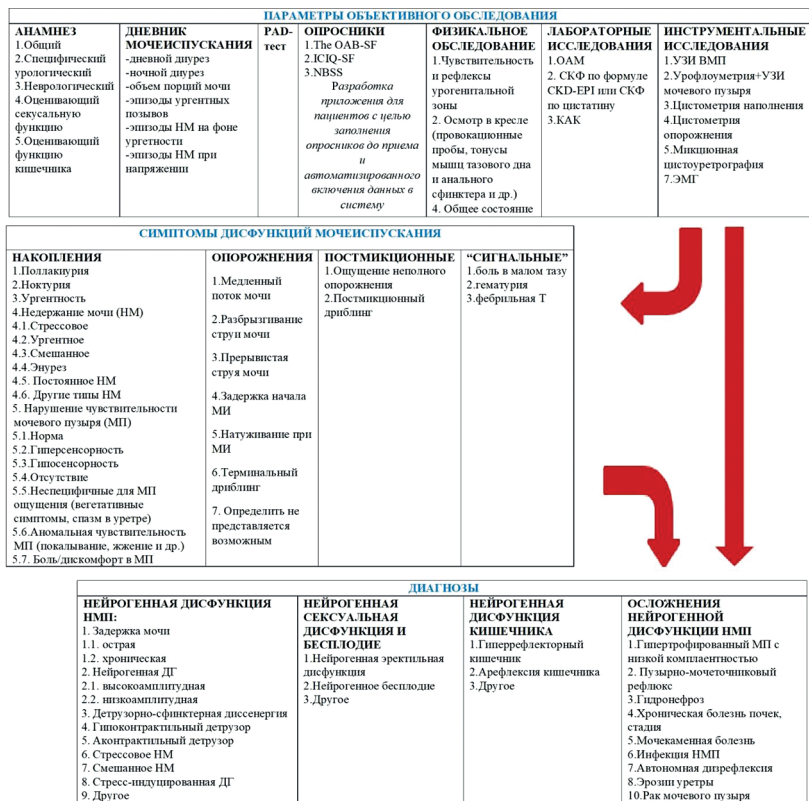 ПАРАМЕТРЫ ОБЪЕКТИВНОГО ОБСЛЕДОВАНИЯ
АНАМНЕЗ
1.Общий
2.Специфический
урологический
3.Неврологический
4.Оценивающий
сексуальную
функцию
5.Оценивающий
функцию
кишечника
ДНЕВНИК
МОЧЕИСПУСКАНИЯ
-дневной диурез
-ночной диурез
-объем порций мочи
-эпизоды ургентных
позывов
-эпизоды НМ на фоне
ургетности
-эпизоды НМ при
напряжении
PAD-
тест
ОПРОСНИКИ
1.The OAB-SF
2.ICIQ-SF
3.NBSS
Разработка
приложения для
пациентов с целью
заполнения
опросников до приема
и
автоматизированного
включения данных в
систему
ФИЗИКАЛЬНОЕ
ОБСЛЕДОВАНИЕ
1.Чувствительность
и рефлексы
урогенитальной
зоны
2. Осмотр в кресле
(провокационные
пробы, тонусы
мышц тазового дна
и анального
сфинктера и др.)
4. Общее состояние
ЛАБОРАТОРНЫЕ
ИССЛЕДОВАНИЯ
1.ОАМ
2. СКФ по формуле
CKD-EPI или СКФ
по цистатину
3.КАК
ИНСТРУМЕНТАЛЬНЫЕ
ИССЛЕДОВАНИЯ
1.УЗИ ВМП
2.Урофлоуметрия+УЗИ
мочевого пузыря
3.Цистометрия наполнения
4.Цистометрия
опорожнения
5.Микционная
цистоуретрография
7.ЭМГ
СИМПТОМЫ ДИСФУНКЦИЙ МОЧЕИСПУСКАНИЯ
НАКОПЛЕНИЯ
1.Поллакиурия
2.Ноктурия
3.Ургентность
4.Недержание мочи (НМ)
4.1.Стрессовое
4.2.Ургентное
4.3.Смешанное
4.4.Энурез
4.5. Постоянное НМ
4.6. Другие типы НМ
5. Нарушение чувствительности
мочевого пузыря (МП)
5.1.Норма
5.2.Гиперсенсорность
5.3.Гипосенсорность
5.4.Отсутствие
5.5.Неспецифичные для МП
ощущения (вегетативные
симптомы, спазм в уретре)
5.6.Аномальная чувствительность
МП (покалывание, жжение и др.)
5.7. Боль/дискомфорт в МП
ОПОРОЖНЕНИЯ
1.Медленный
поток мочи
2.Разбрызгивание
струи мочи
3.Прерывистая
струя мочи
4.Задержка начала
МИ
5.Натуживание при
МИ
6.Терминальный
дриблинг
7. Определить не
представляется
возможным
ПОСТМИКЦИОННЫЕ
1.Ощущение неполного
опорожнения
2.Постмикционный
дриблинг
“СИГНАЛЬНЫЕ”
1.боль в малом тазу
2.гематурия
3.фебрильная Т
ДИАГНОЗЫ
НЕЙРОГЕННАЯ ДИСФУНКЦИЯ
НМП:
1. Задержка мочи
1.1. острая
1.2. хроническая
2. Нейрогенная ДГ
2.1. высокоамплитудная
2.2. низкоамплитудная
3. Детрузорно-сфинктерная диссенергия
4. Гипоконтрактильный детрузор
5. Аконтрактильный детрузор
6. Стрессовое НМ
7. Смешанное НМ
8. Стресс-индуцированная ДГ
9. Другое
НЕЙРОГЕННАЯ
СЕКСУАЛЬНАЯ
ДИСФУНКЦИЯ И
БЕСПЛОДИЕ
1.Нейрогенная эректильная
дисфункция
2.Нейрогенное бесплодие
3.Другое
НЕЙРОГЕННАЯ
ДИСФУНКЦИЯ
КИШЕЧНИКА
1.Гиперрефлекторный
кишечник
2.Арефлексия кишечника
3.Другое
ОСЛОЖНЕНИЯ
НЕЙРОГЕННОЙ
ДИСФУНКЦИИ НМП
1.Гипертрофированный МП с
низкой комплаентностью
2. Пузырно-мочеточниковый
рефлюкс
3.Гидронефроз
4.Хроническая болезнь почек,
стадия
5.Мочекаменная болезнь
6.Инфекция НМП
7.Автономная дизрефлексия
8.Эрозии уретры
10.Рак мочевого пузыря